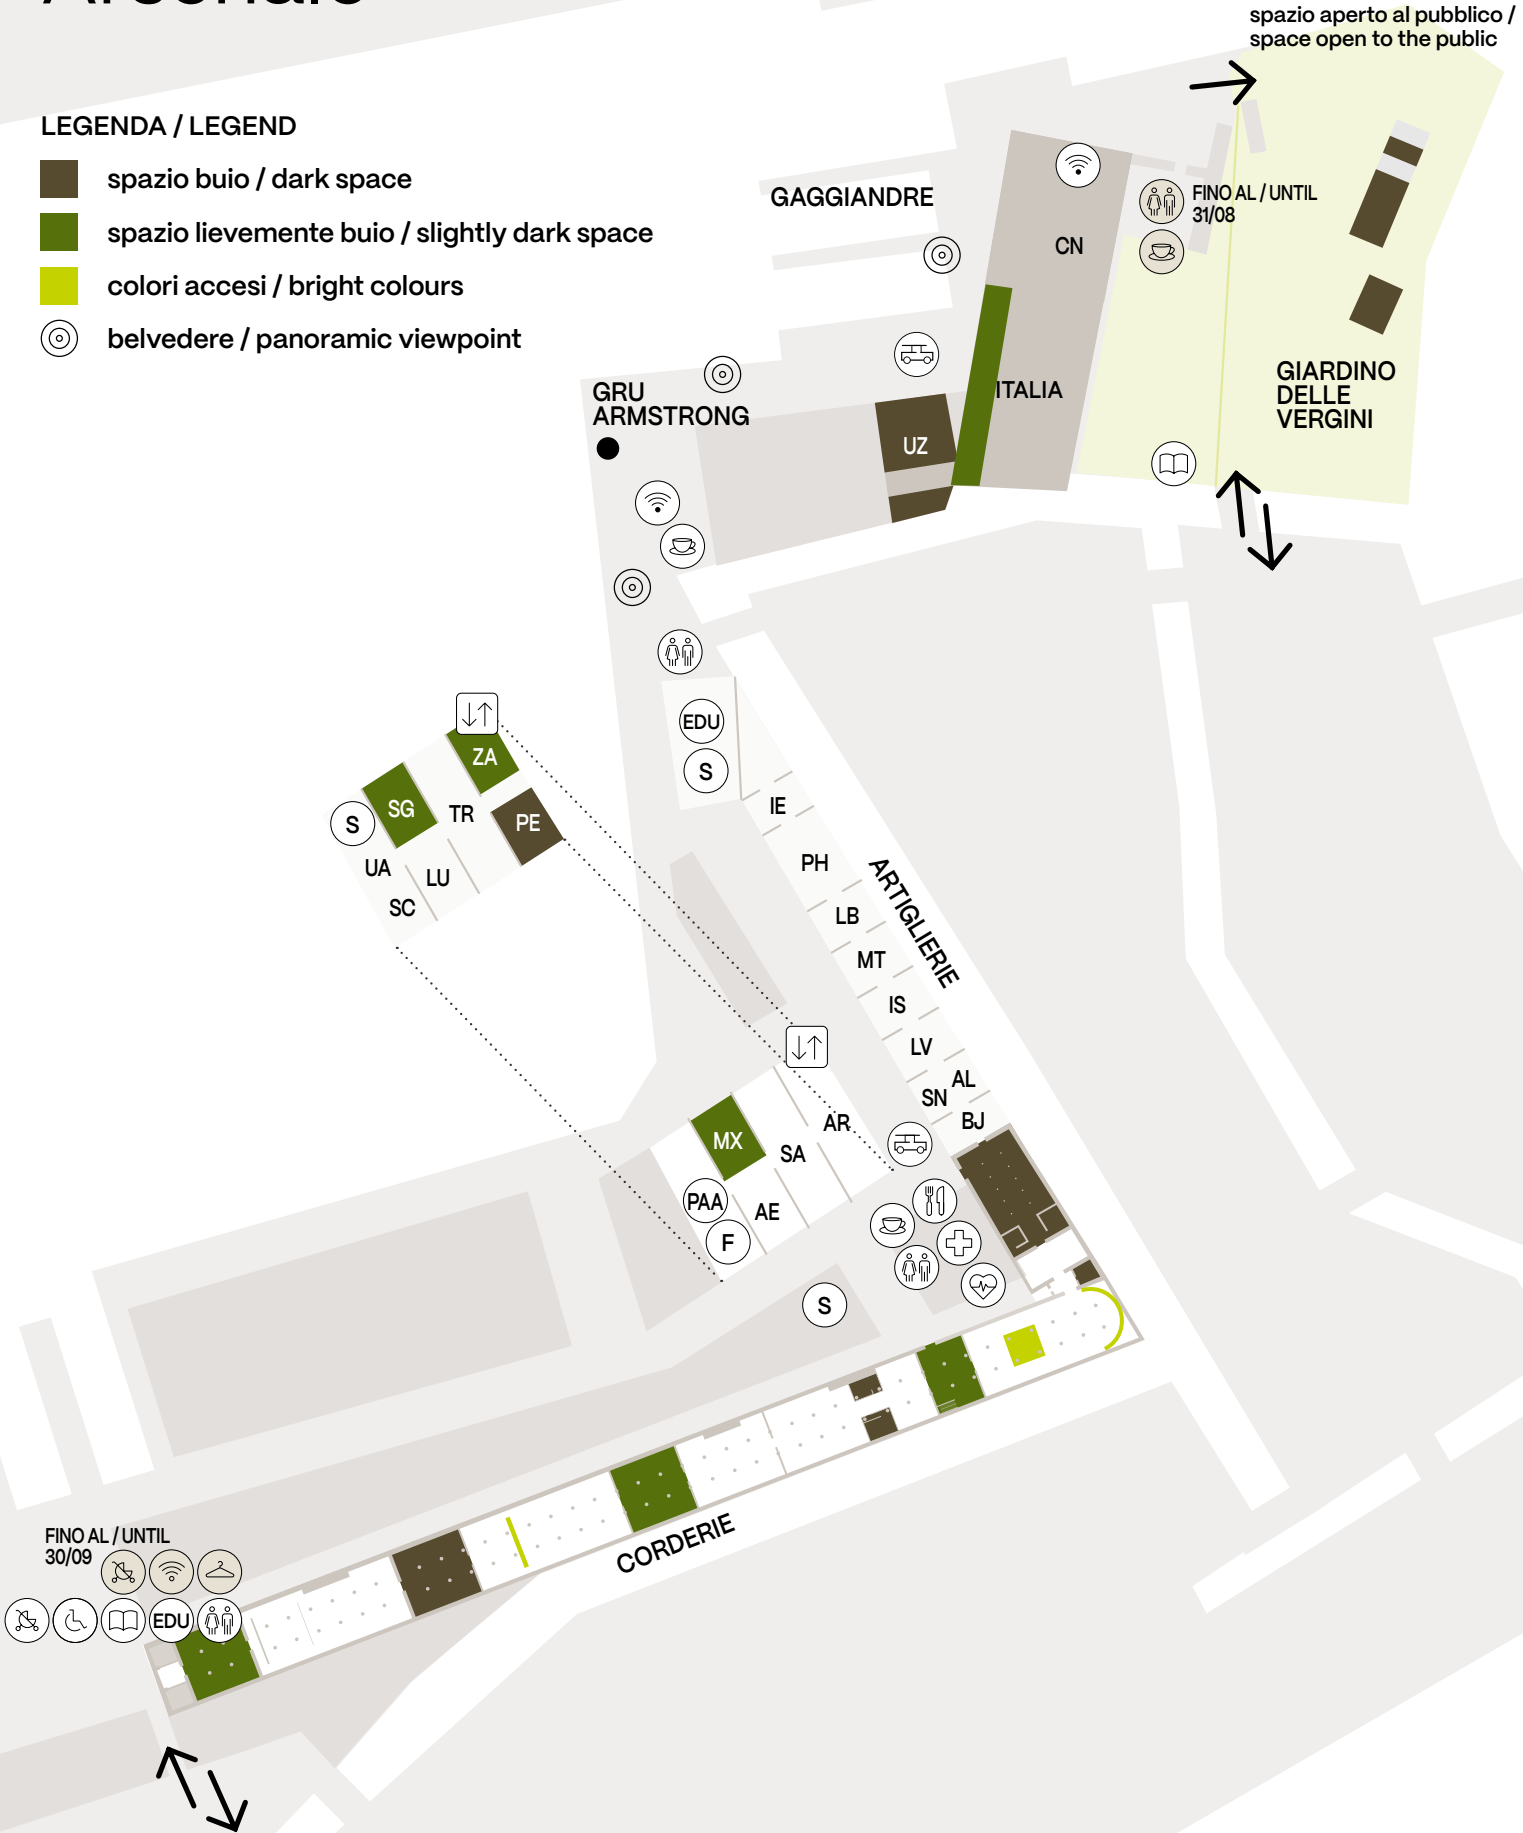 Arsenale
spazio aperto al pubblico /
space open to the public
LEGENDA / LEGEND
spazio buio / dark space
spazio lievemente buio / slightly dark space
colori accesi / bright colours
belvedere / panoramic viewpoint
GAGGIANDRE
FINO AL / UNTIL
31/08
CN
ITALIA
GIARDINO
DELLE
VERGINI
GRU
ARMSTRONG
UZ
EDU
S
ZA
SG
TR
PE
S
UA
LU
SC
IE
PH
LB
MT
IS
LV
AL
SN
BJ
ARTIGLIERIE
MX
AR
SA
PAA
AE
F
S
CORDERIE
FINO AL / UNTIL
30/09
EDU